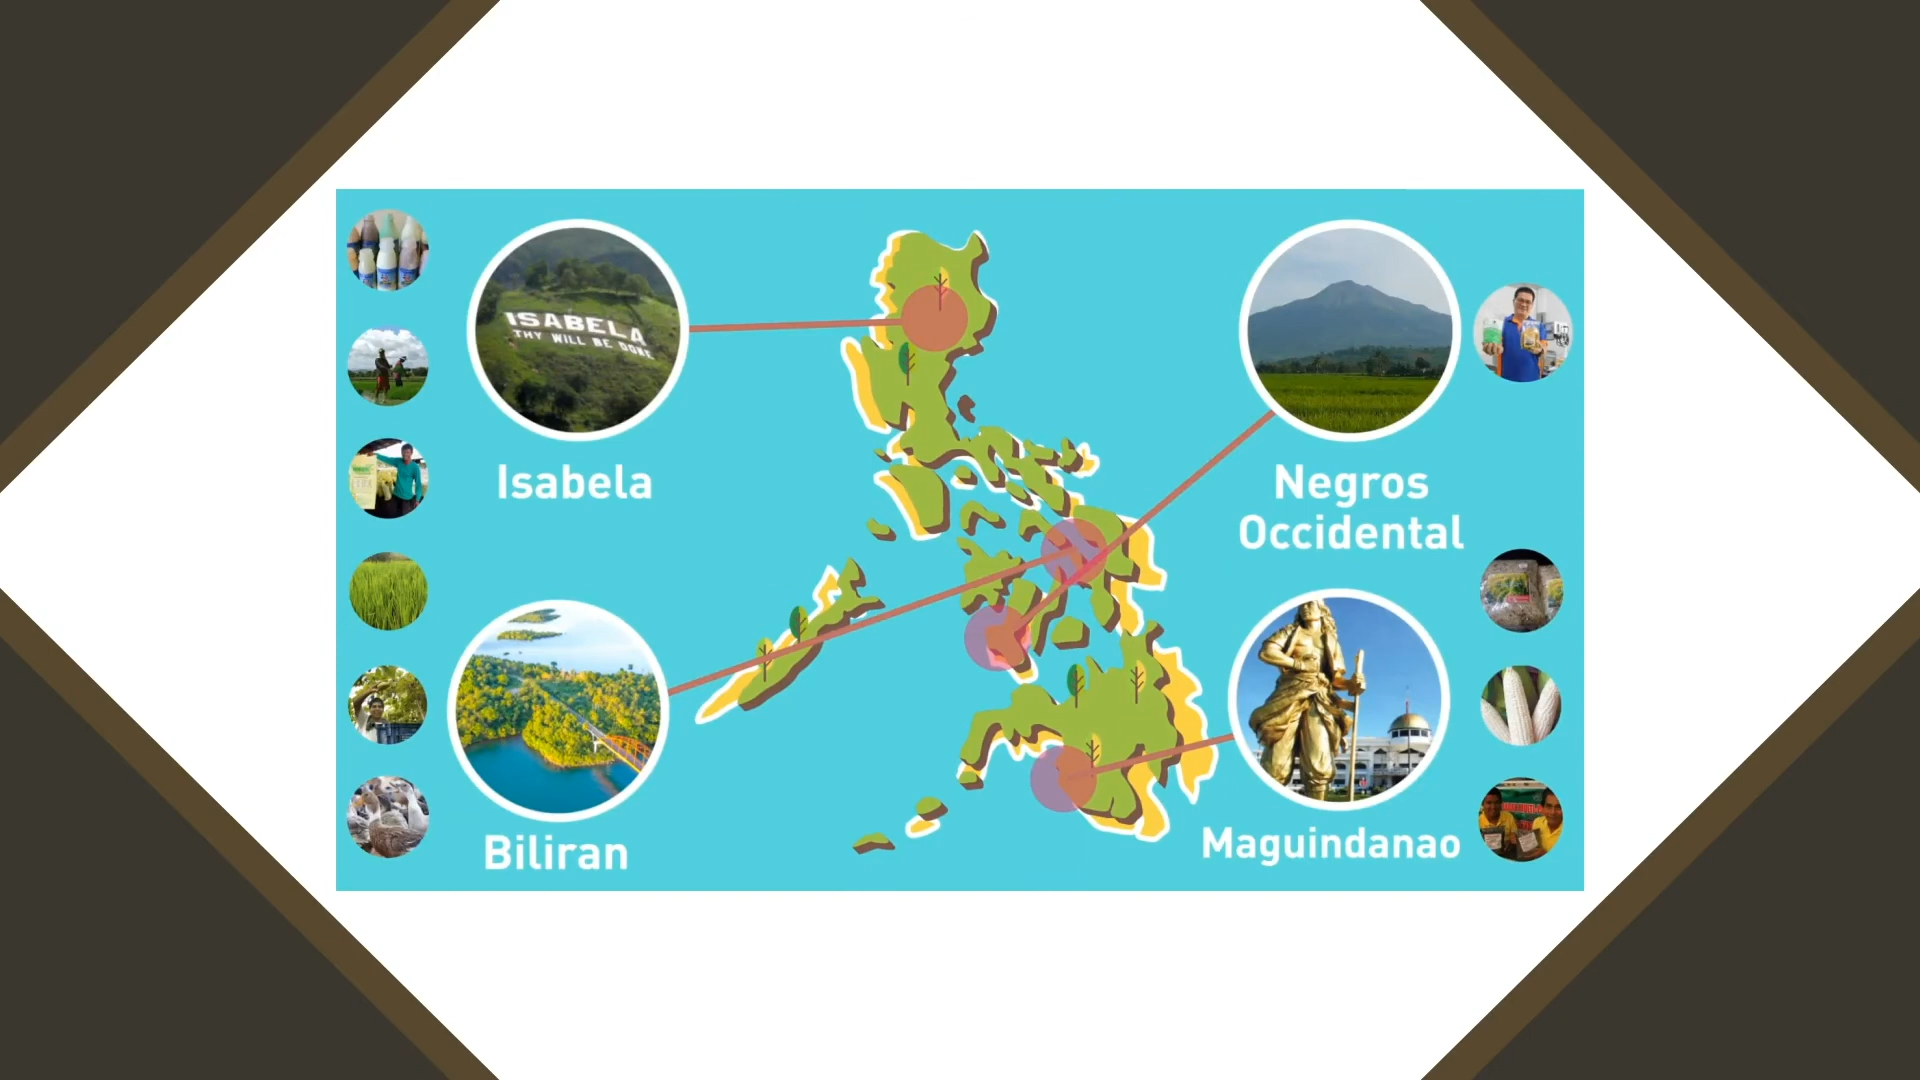 ISABELA
THY WILL BE DONE
Isabela
Negros
Occidental
Biliran
Maguindanao